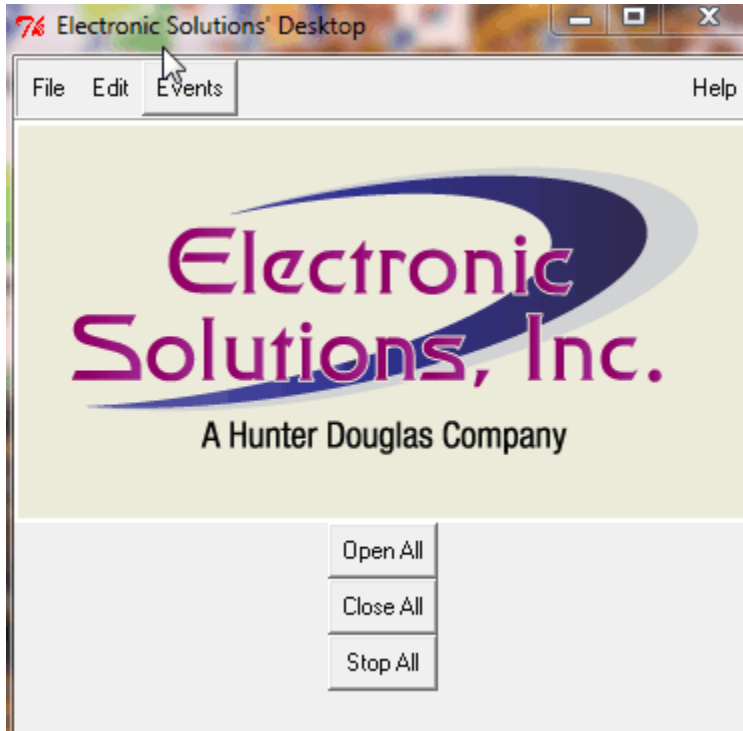 Electronic Solutions' Desktop
File Edit Events Help
Electronic
Solutions, Inc.
A Hunter Douglas Company
Open All
Close All
Stop All